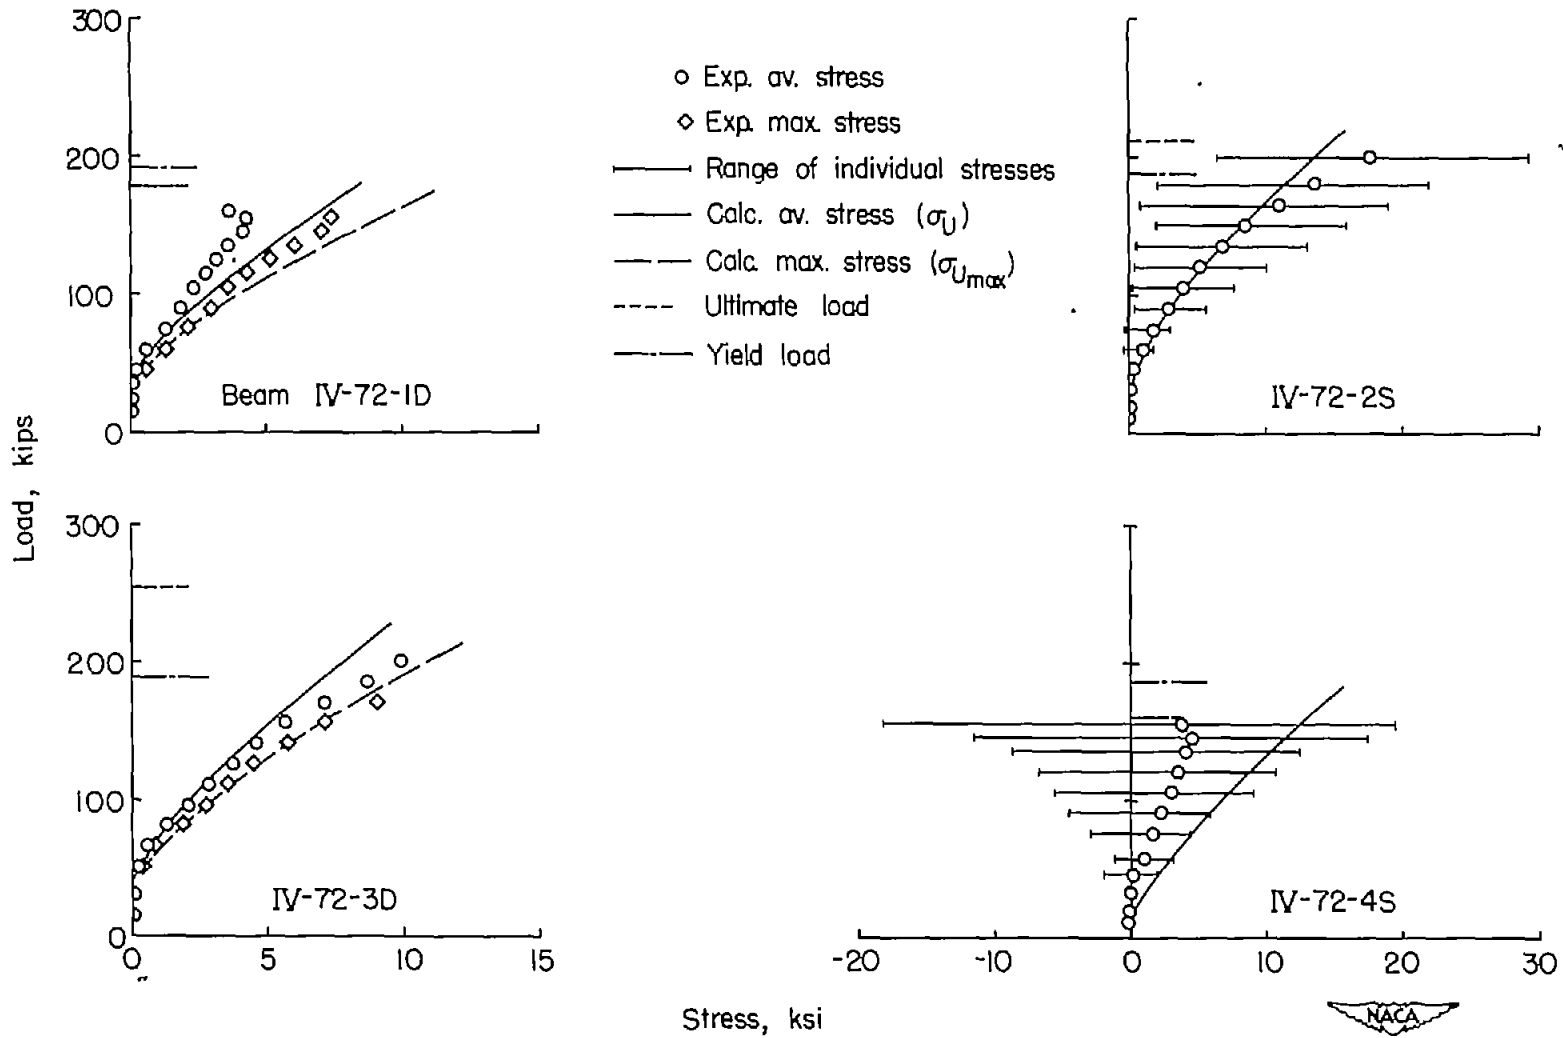 300
200
100
0
Beam IV-72-1D
Exp. av. stress
Exp. max. stress
Range of individual stresses
Calc. av. stress (σU)
Calc. max. stress (σUmax)
Ultimate load
Yield load
IV-72-2S
Load, kips
300
200
100
0
IV-72-3D
0 5 10 15
IV-72-4S
-20 -10 0 10 20 30
Stress, ksi
NACA